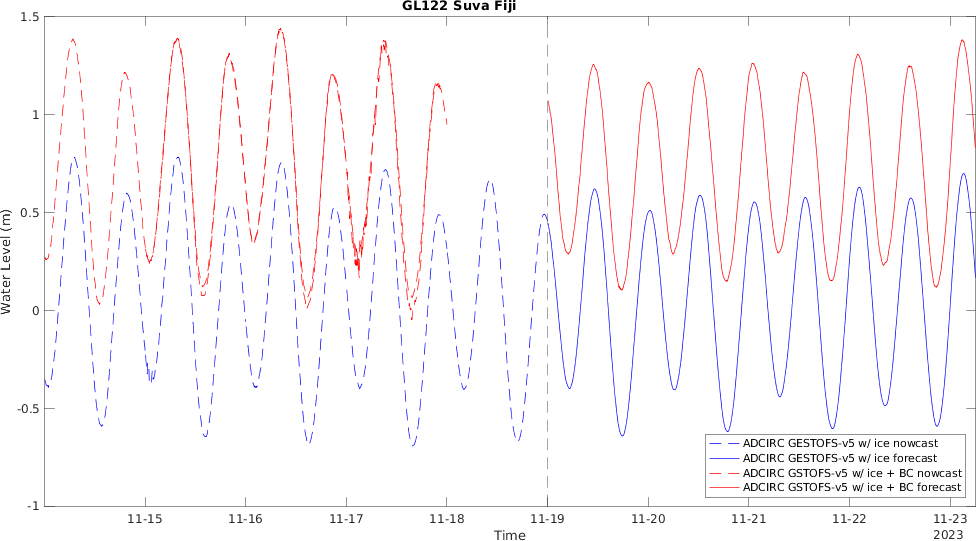 GL122 Suva Fiji
Water Level (m)
1.5
1
0.5
0
-0.5
-1
ADCIRC GESTOFS-v5 w/ ice nowcast
ADCIRC GESTOFS-v5 w/ ice forecast
ADCIRC GSTOFS-v5 w/ ice + BC nowcast
ADCIRC GSTOFS-v5 w/ ice + BC forecast
11-15 11-16 11-17 11-18 11-19 11-20 11-21 11-22 11-23
2023
Time